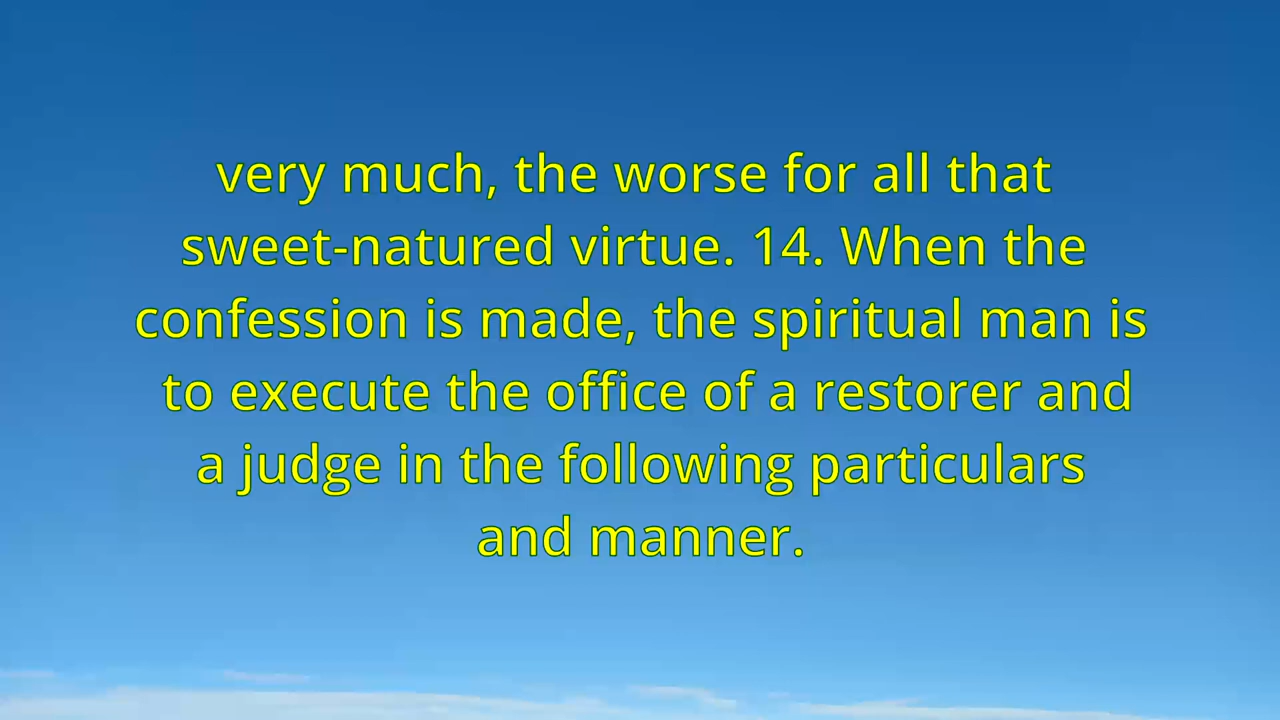 very much, the worse for all that
sweet-natured virtue. 14. When the
confession is made, the spiritual man is
to execute the office of a restorer and
a judge in the following particulars
and manner.